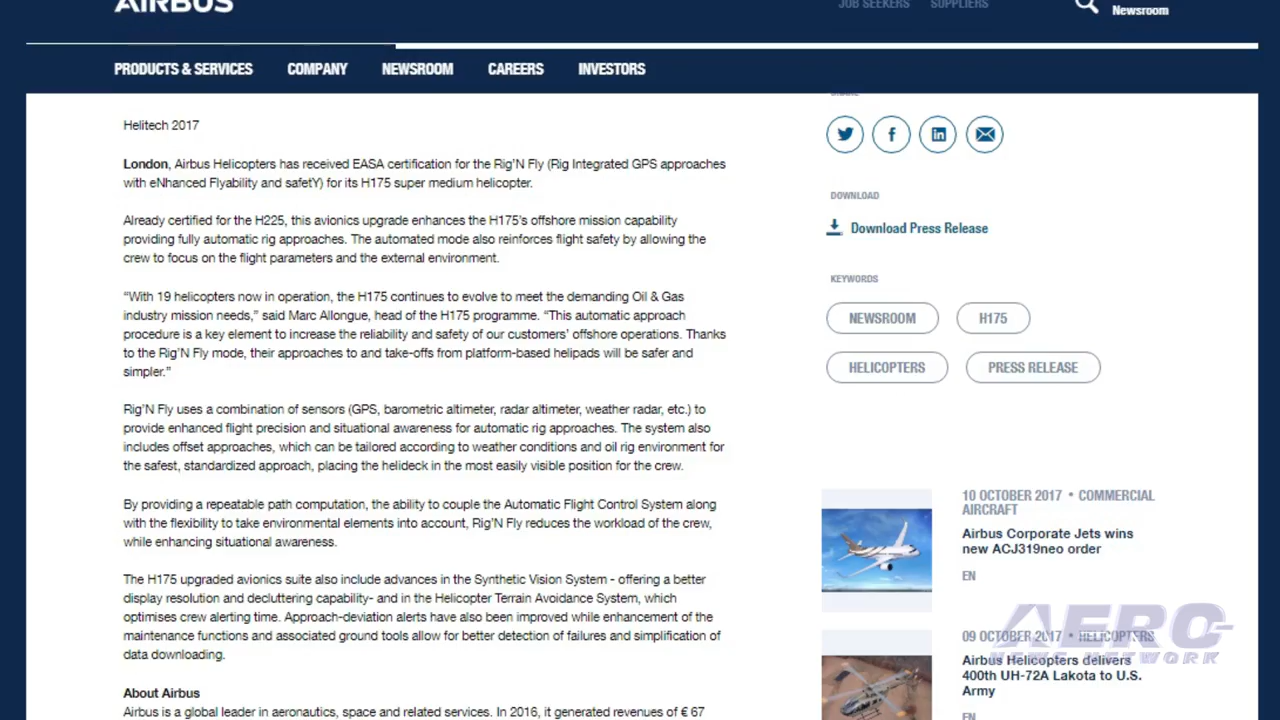 AIRBUS
JOB SEEKERS SUPPLIERS
Newsroom
PRODUCTS & SERVICES COMPANY NEWSROOM CAREERS INVESTORS
Helitech 2017
London, Airbus Helicopters has received EASA certification for the Rig'N Fly (Rig Integrated GPS approaches
with eNhanced Flyability and safetY) for its H175 super medium helicopter.
Already certified for the H225, this avionics upgrade enhances the H175's offshore mission capability
providing fully automatic rig approaches. The automated mode also reinforces flight safety by allowing the
crew to focus on the flight parameters and the external environment.
“With 19 helicopters now in operation, the H175 continues to evolve to meet the demanding Oil & Gas
industry mission needs,” said Marc Allongue, head of the H175 programme. “This automatic approach
procedure is a key element to increase the reliability and safety of our customers’ offshore operations. Thanks
to the Rig’N Fly mode, their approaches to and take-offs from platform-based helipads will be safer and
simpler.”
Rig’N Fly uses a combination of sensors (GPS, barometric altimeter, radar altimeter, weather radar, etc.) to
provide enhanced flight precision and situational awareness for automatic rig approaches. The system also
includes offset approaches, which can be tailored according to weather conditions and oil rig environment for
the safest, standardized approach, placing the helideck in the most easily visible position for the crew.
By providing a repeatable path computation, the ability to couple the Automatic Flight Control System along
with the flexibility to take environmental elements into account, Rig’N Fly reduces the workload of the crew,
while enhancing situational awareness.
The H175 upgraded avionics suite also include advances in the Synthetic Vision System - offering a better
display resolution and decluttering capability- and in the Helicopter Terrain Avoidance System, which
optimises crew alerting time. Approach-deviation alerts have also been improved while enhancement of the
maintenance functions and associated ground tools allow for better detection of failures and simplification of
data downloading.
About Airbus
Airbus is a global leader in aeronautics, space and related services. In 2016, it generated revenues of € 67
DOWNLOAD
Download Press Release
KEYWORDS
NEWSROOM H175
HELICOPTERS PRESS RELEASE
10 OCTOBER 2017 • COMMERCIAL
AIRCRAFT
Airbus Corporate Jets wins
new ACJ319neo order
EN
09 OCTOBER 2017 • HELICOPTERS
Airbus Helicopters delivers
400th UH-72A Lakota to U.S.
Army
EN
AERO
NEWS NETWORK